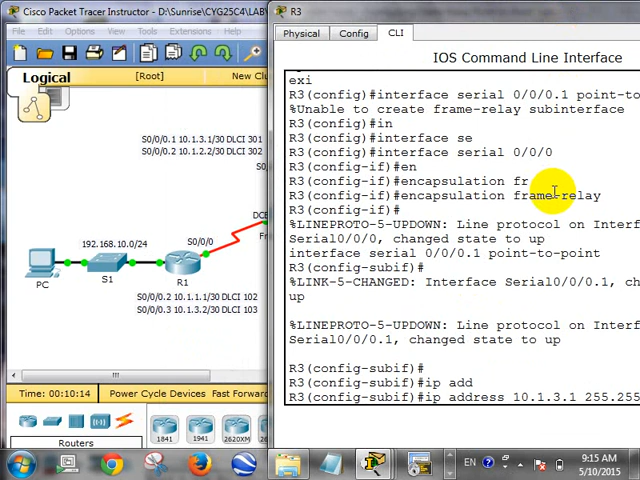 Cisco Packet Tracer Instructor - D:\Sunrise\CYG25C4\LAB\
File Edit Options View Tools Extensions Help
Logical
[Root]
New Clu
S0/0/0.1 10.1.3.1/30 DLCI 301
S0/0/0.2 10.1.2.2/30 DLCI 302
DCE
Fr
S0/0/0
192.168.10.0/24
PC
S1
R1
S0/0/0.2 10.1.1.1/30 DLCI 102
S0/0/0.3 10.1.3.2/30 DLCI 103
Time: 00:10:14 Power Cycle Devices Fast Forward
1841 1941 2620XM
Routers
R3
Physical Config CLI
IOS Command Line Interface
exi
R3(config)#interface serial 0/0/0.1 point-to
%Unable to create frame-relay subinterface
R3(config)#in
R3(config)#interface se
R3(config)#interface serial 0/0/0
R3(config-if)#en
R3(config-if)#encapsulation fr
R3(config-if)#encapsulation frame-relay
R3(config-if)#
%LINEPROTO-5-UPDOWN: Line protocol on Interf
Serial0/0/0, changed state to up
interface serial 0/0/0.1 point-to-point
R3(config-subif)#
%LINK-5-CHANGED: Interface Serial0/0/0.1, ch
up
%LINEPROTO-5-UPDOWN: Line protocol on Interf
Serial0/0/0.1, changed state to up
R3(config-subif)#
R3(config-subif)#ip add
R3(config-subif)#ip address 10.1.3.1 255.255
EN
9:15 AM
5/10/2015